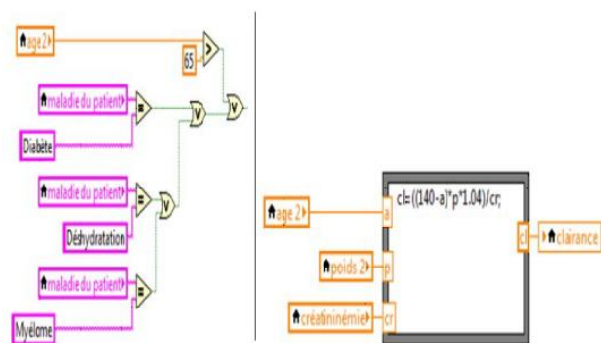 age 2
65
maladie du patient
Diabète
maladie du patient
Déshydratation
maladie du patient
Myélome
cl=((140-a)*p*1.04)/cr;
age 2
a
cl
clairance
poids 2
p
créatininémie
cr